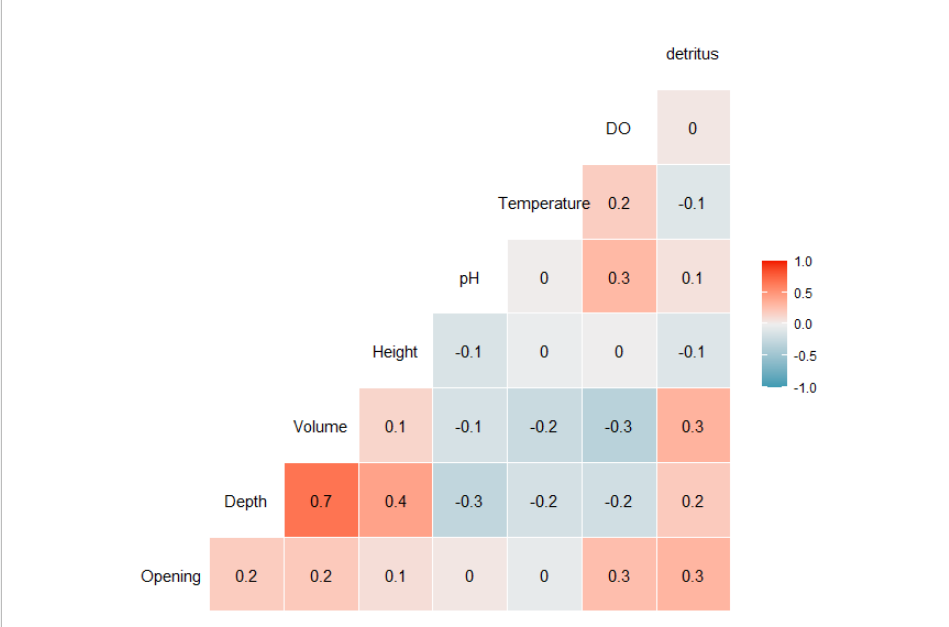 detritus
DO 0
Temperature 0.2 -0.1
pH 0 0.3 0.1
Height -0.1 0 0 -0.1
Volume 0.1 -0.1 -0.2 -0.3 0.3
Depth 0.7 0.4 -0.3 -0.2 -0.2 0.2
Opening 0.2 0.2 0.1 0 0 0.3 0.3
1.0
0.5
0.0
-0.5
-1.0